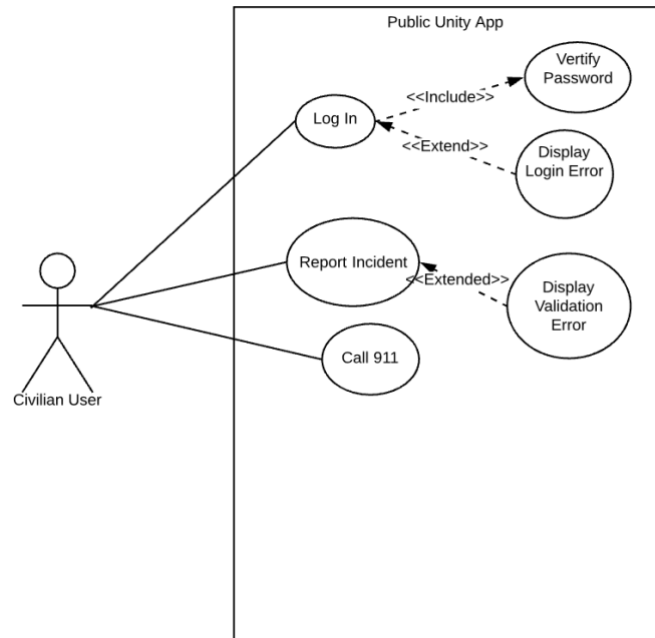 Public Unity App
Vertify
Password
<<Include>>
Log In
<<Extend>>
Display
Login Error
Report Incident
<<Extended>>
Display
Validation
Error
Call 911
Civilian User